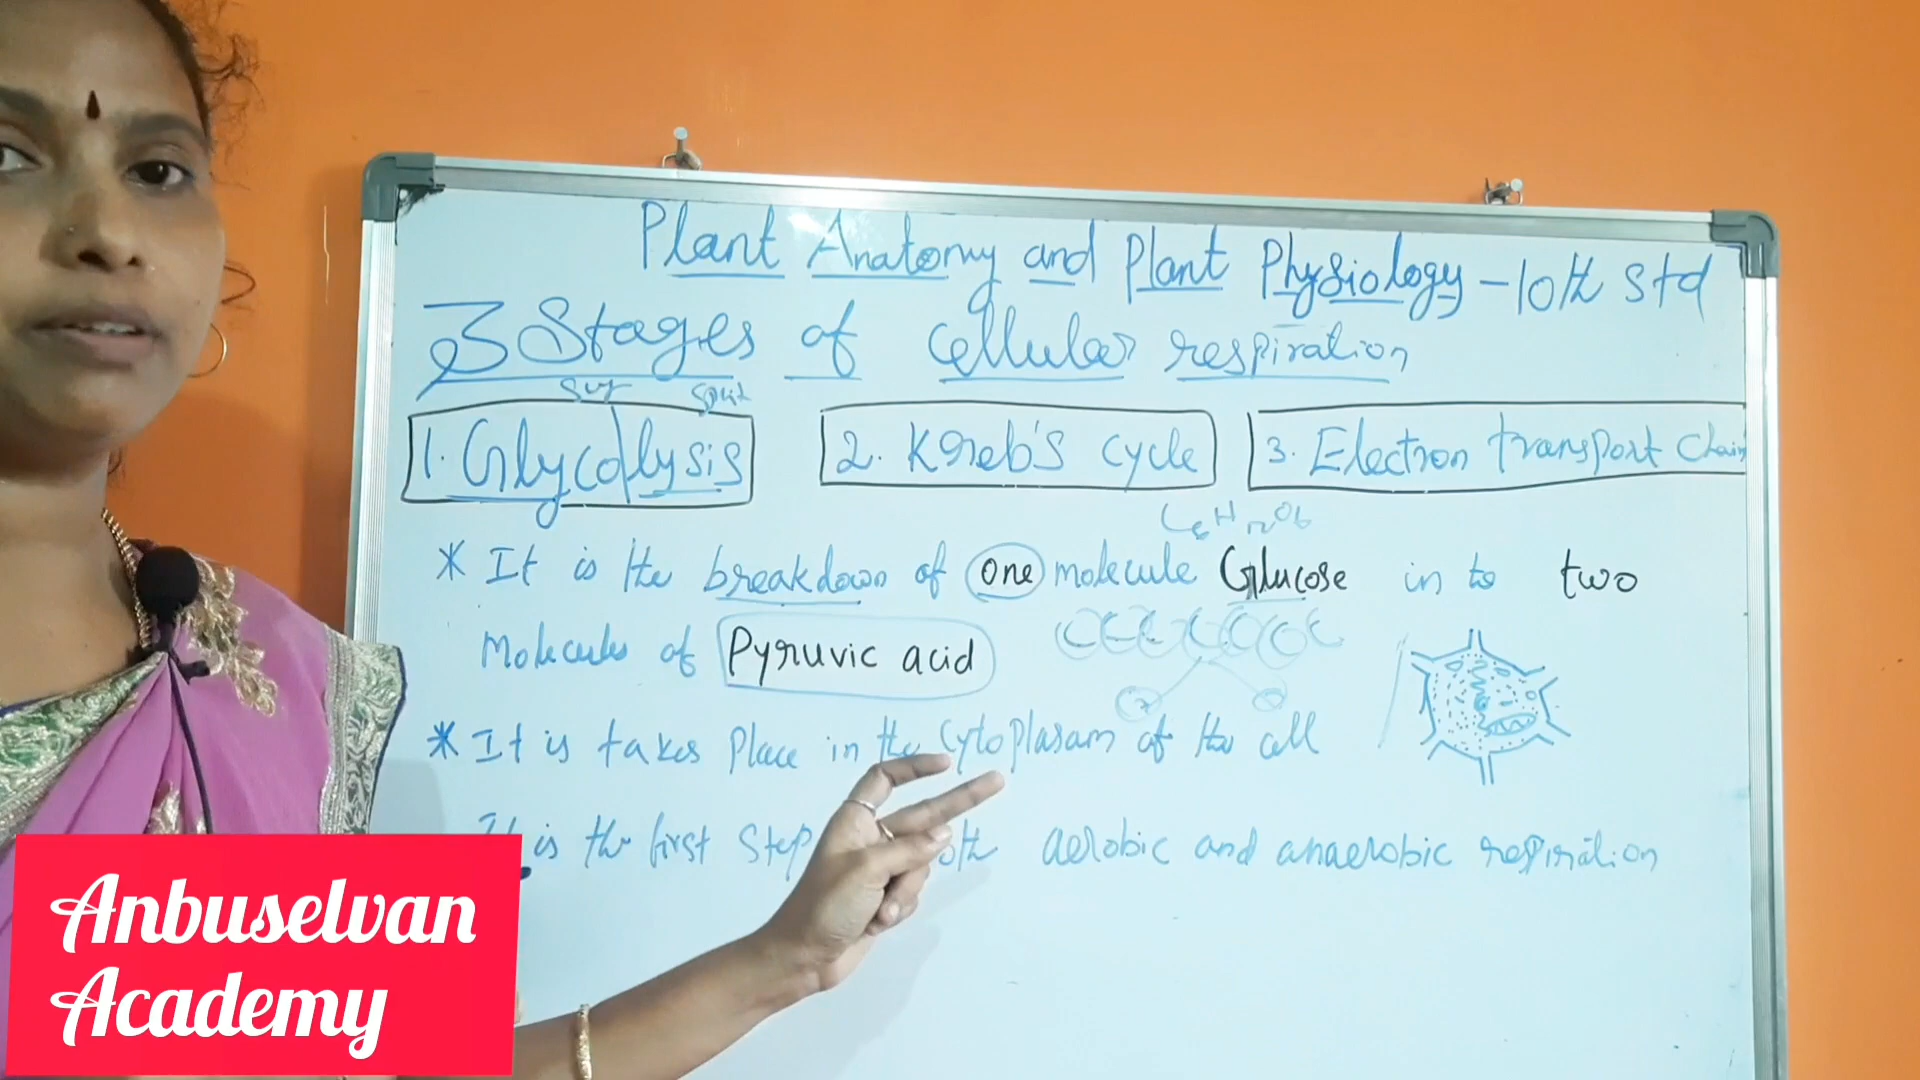 Plant Anatomy and Plant Physiology - 10th Std
3 Stages of cellular respiration
split
1. Glycolysis 2. Kreb's cycle 3. Electron transport chain
C6H12O6
* It is the breakdown of one molecule Glucose in to two
molecules of Pyruvic acid
C C C C C C
* It is takes place in the Cytoplasam of the cell
is the first step aerobic and anaerobic respiration
Anbuselvan
Academy